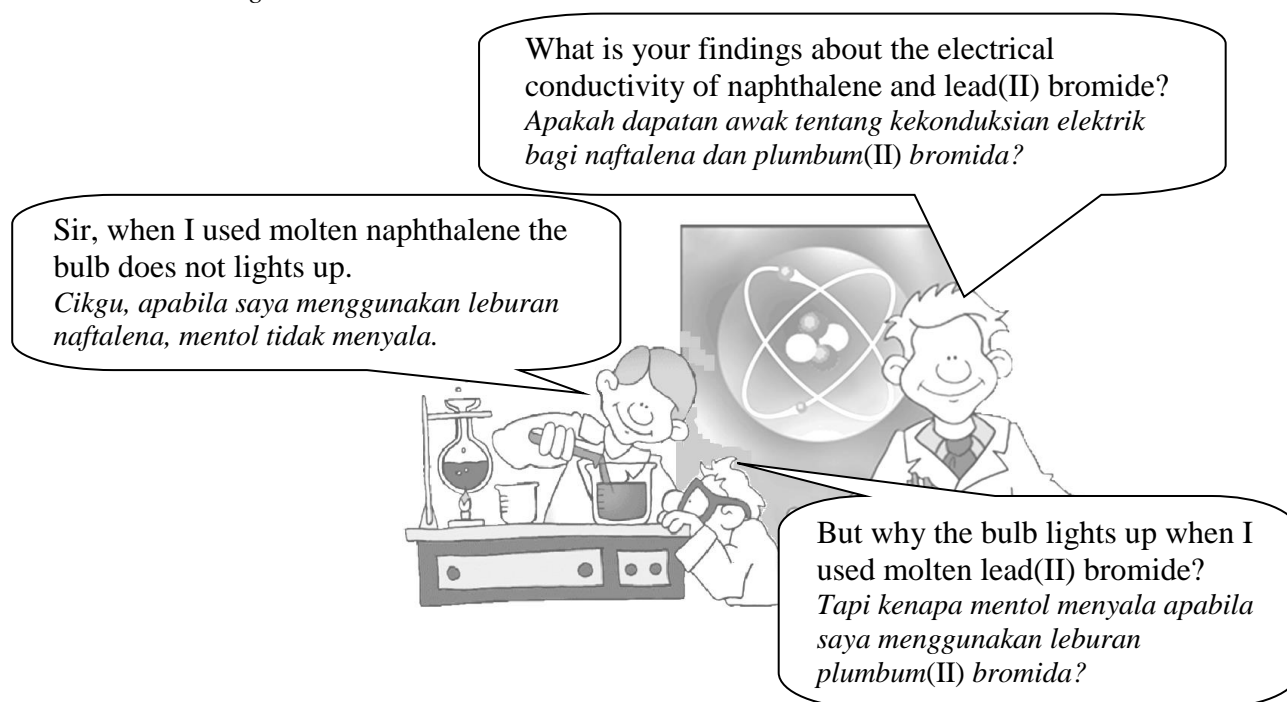 What is your findings about the electrical
conductivity of naphthalene and lead(II) bromide?
Apakah dapatan awak tentang kekonduksian elektrik
bagi naftalena dan plumbum(II) bromida?
Sir, when I used molten naphthalene the
bulb does not lights up.
Cikgu, apabila saya menggunakan leburan
naftalena, mentol tidak menyala.
But why the bulb lights up when I
used molten lead(II) bromide?
Tapi kenapa mentol menyala apabila
saya menggunakan leburan
plumbum(II) bromida?